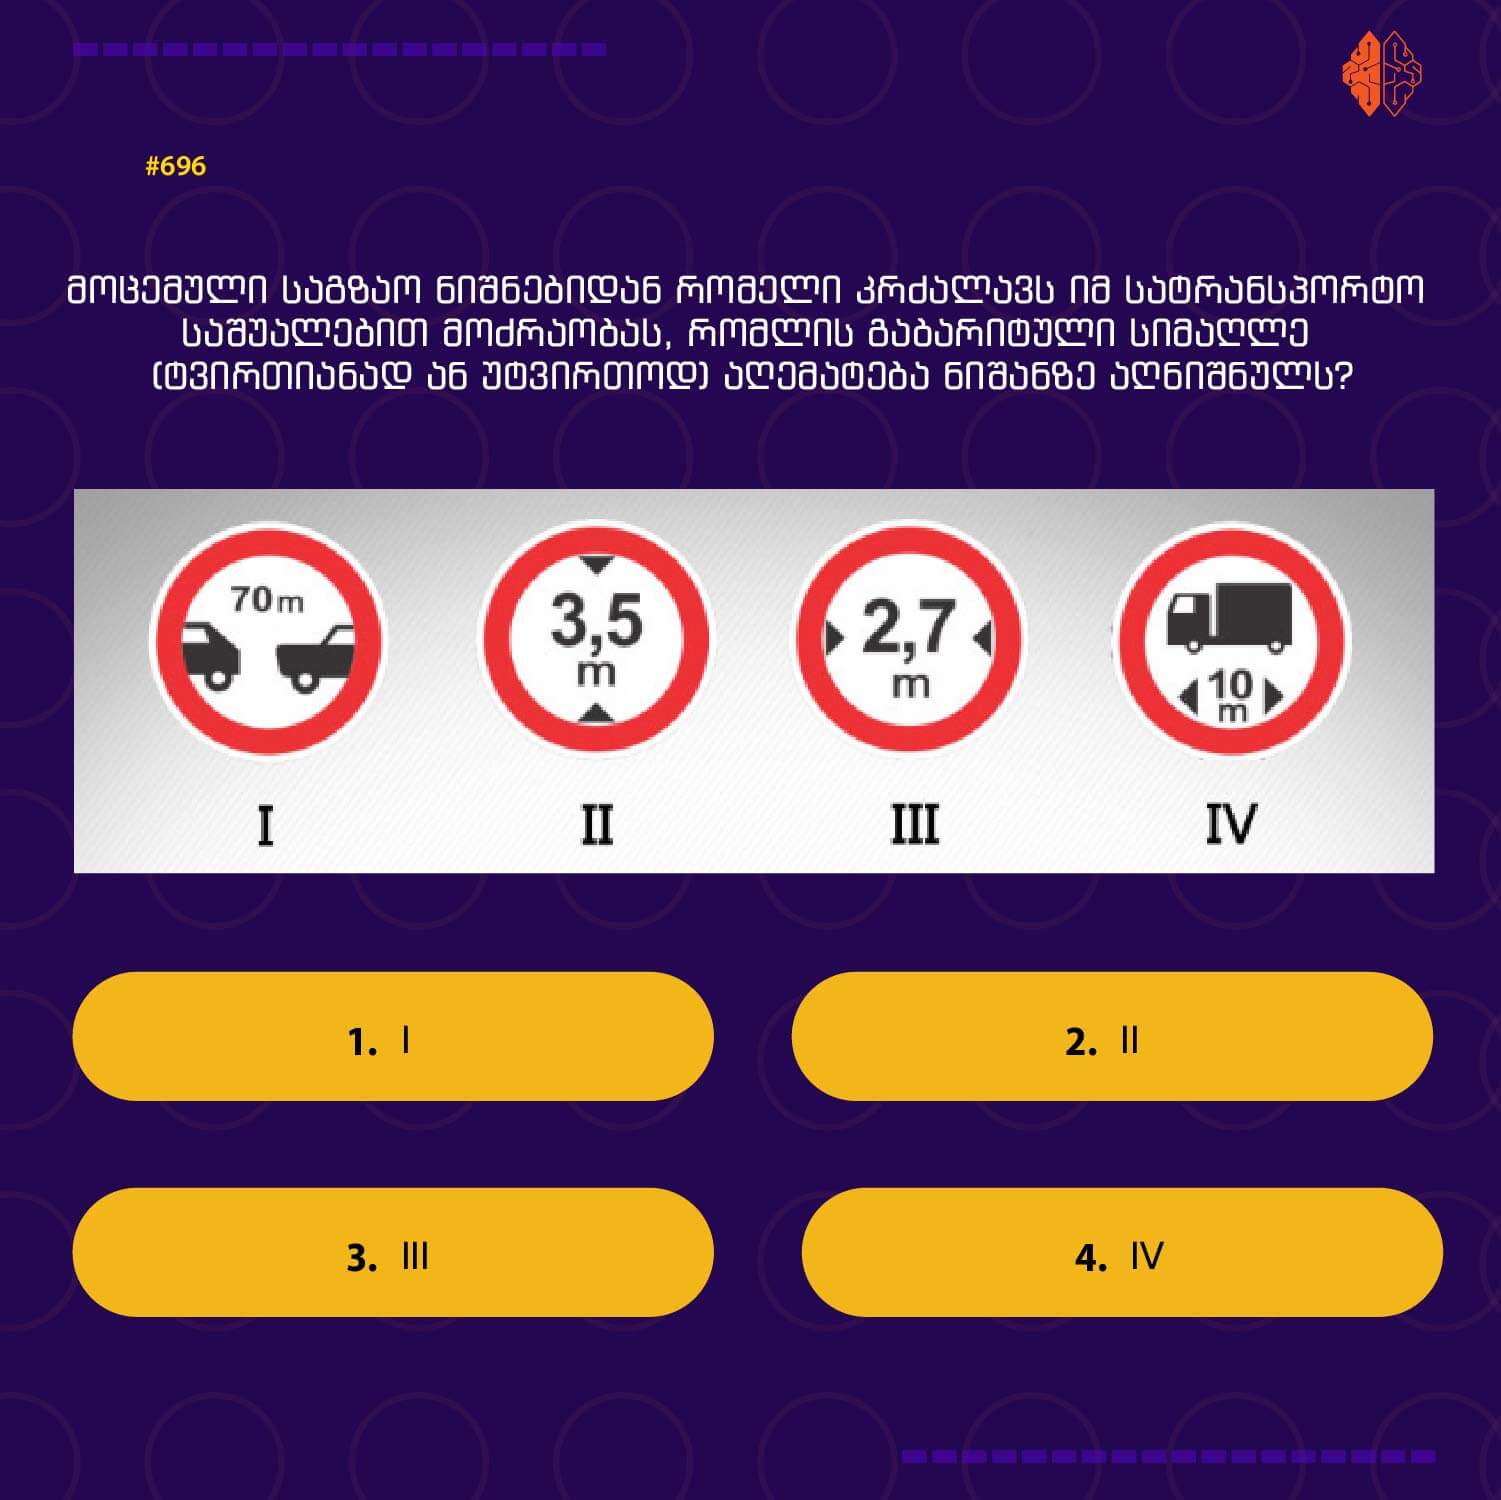 #696
მოცემული საგზაო ნიშნებიდან რომელი კრძალავს იმ სატრანსპორტო
საშუალებით მოძრაობას, რომლის გაბარიტული სიმაღლე
(ტვირთიანად ან უტვირთოდ) აღემატება ნიშანზე აღნიშნულს?
70m
3,5
m
2,7
m
10
m
I II III IV
1. I
2. II
3. III
4. IV